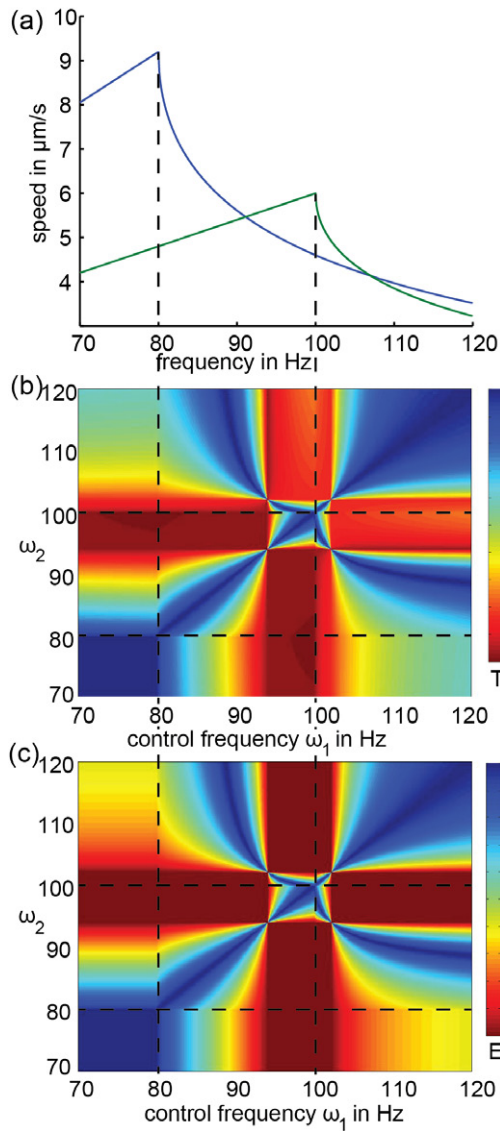 (a)
10
9
8
7
6
5
4
speed in μm/s
70 80 90 100 110 120
frequency in Hz
(b)
120
110
100
90
80
70
ω2
70 80 90 100 110 120
control frequency ω1 in Hz
T
(c)
120
110
100
90
80
70
ω2
70 80 90 100 110 120
control frequency ω1 in Hz
E